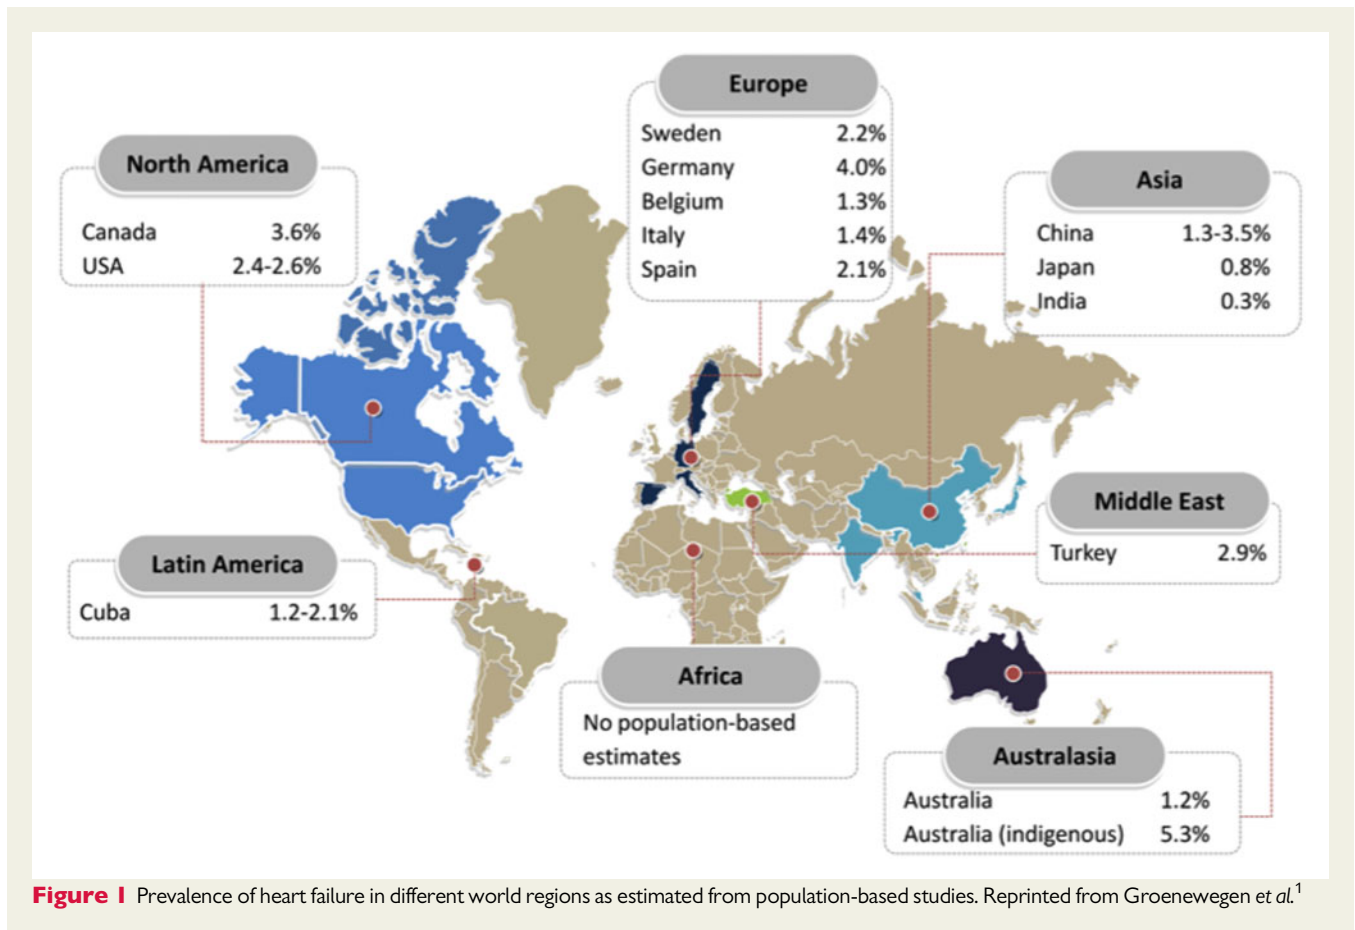 Europe
Sweden 2.2%
Germany 4.0%
Belgium 1.3%
Italy 1.4%
Spain 2.1%
North America
Canada 3.6%
USA 2.4-2.6%
Asia
China 1.3-3.5%
Japan 0.8%
India 0.3%
Middle East
Turkey 2.9%
Latin America
Cuba 1.2-2.1%
Africa
No population-based
estimates
Australasia
Australia 1.2%
Australia (indigenous) 5.3%
Figure 1 Prevalence of heart failure in different world regions as estimated from population-based studies. Reprinted from Groenewegen et al.1